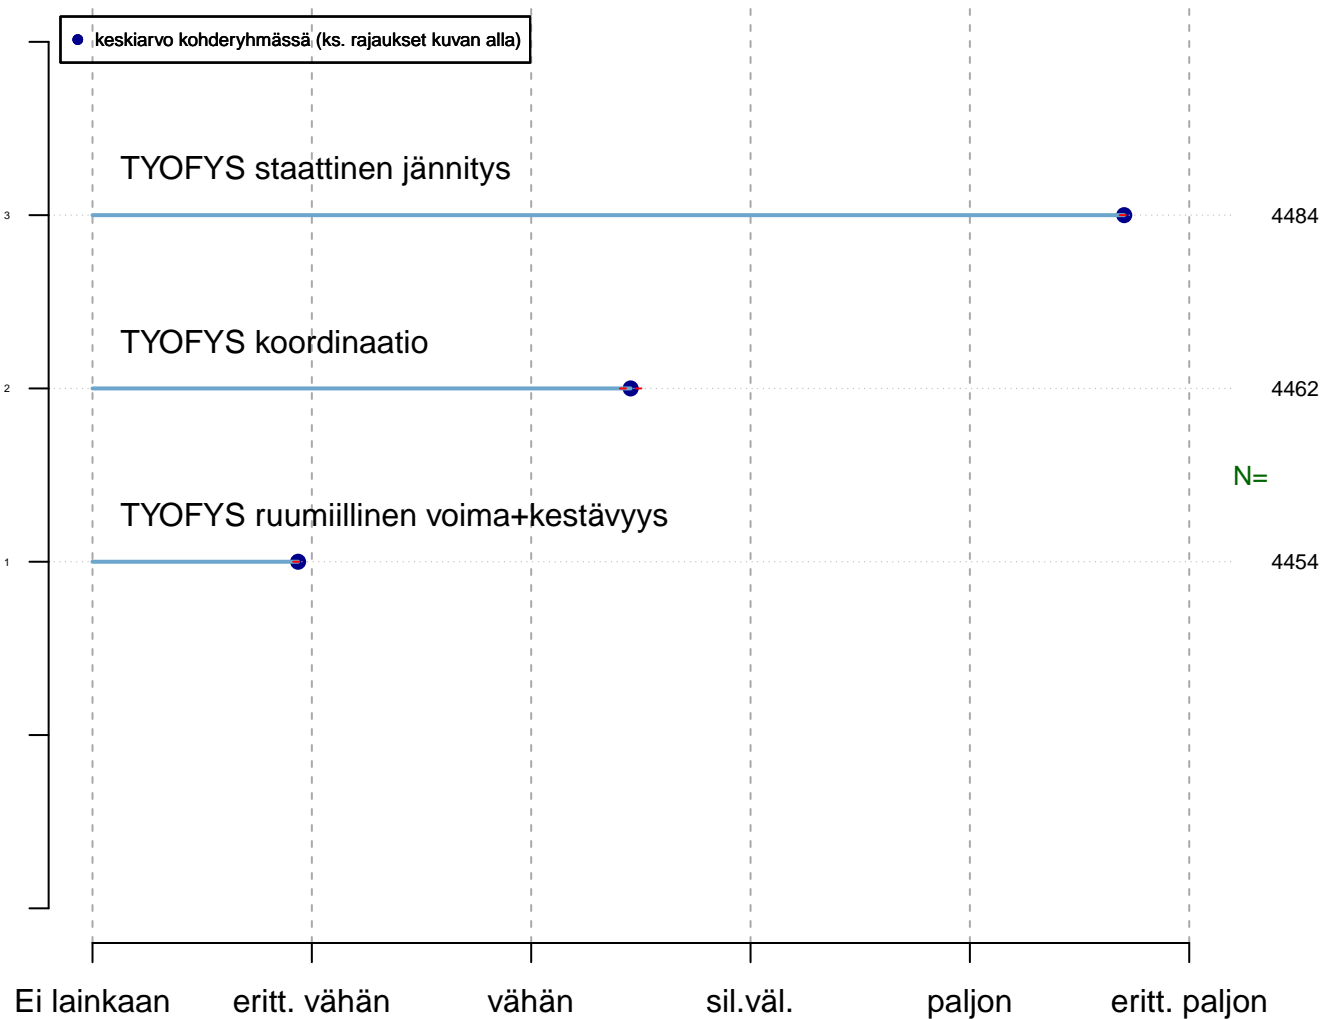 keskiarvo kohderyhmässä (ks. rajaukset kuvan alla)
TYOFYS staattinen jännitys
3
4484
TYOFYS koordinaatio
2
4462
N=
TYOFYS ruumiillinen voima+kestävyys
1
4454
Ei lainkaan eritt. vähän vähän sil.väl. paljon eritt. paljon